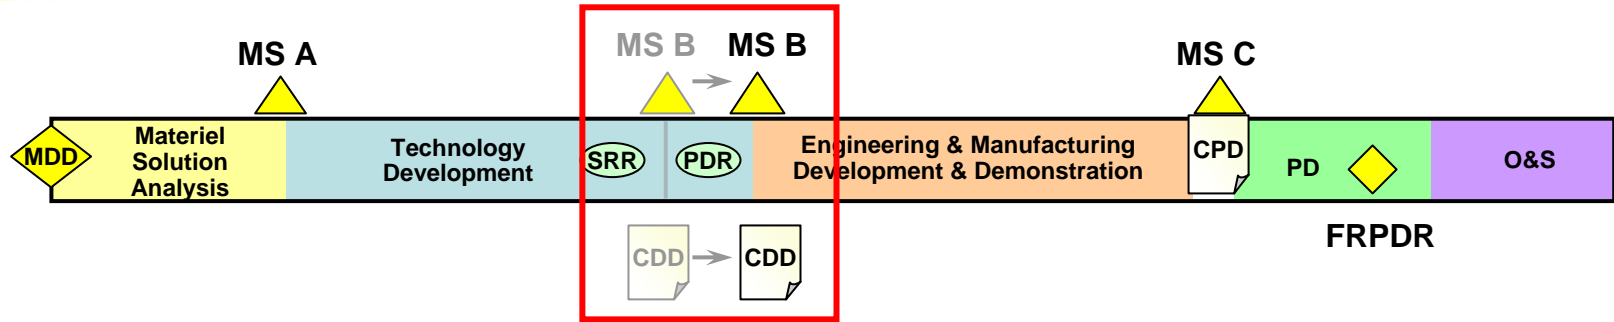 MS A
MS B
MS B
MS C
MDD
Materiel
Solution
Analysis
Technology
Development
SRR
PDR
Engineering & Manufacturing
Development & Demonstration
CPD
PD
O&S
FRPDR
CDD
CDD